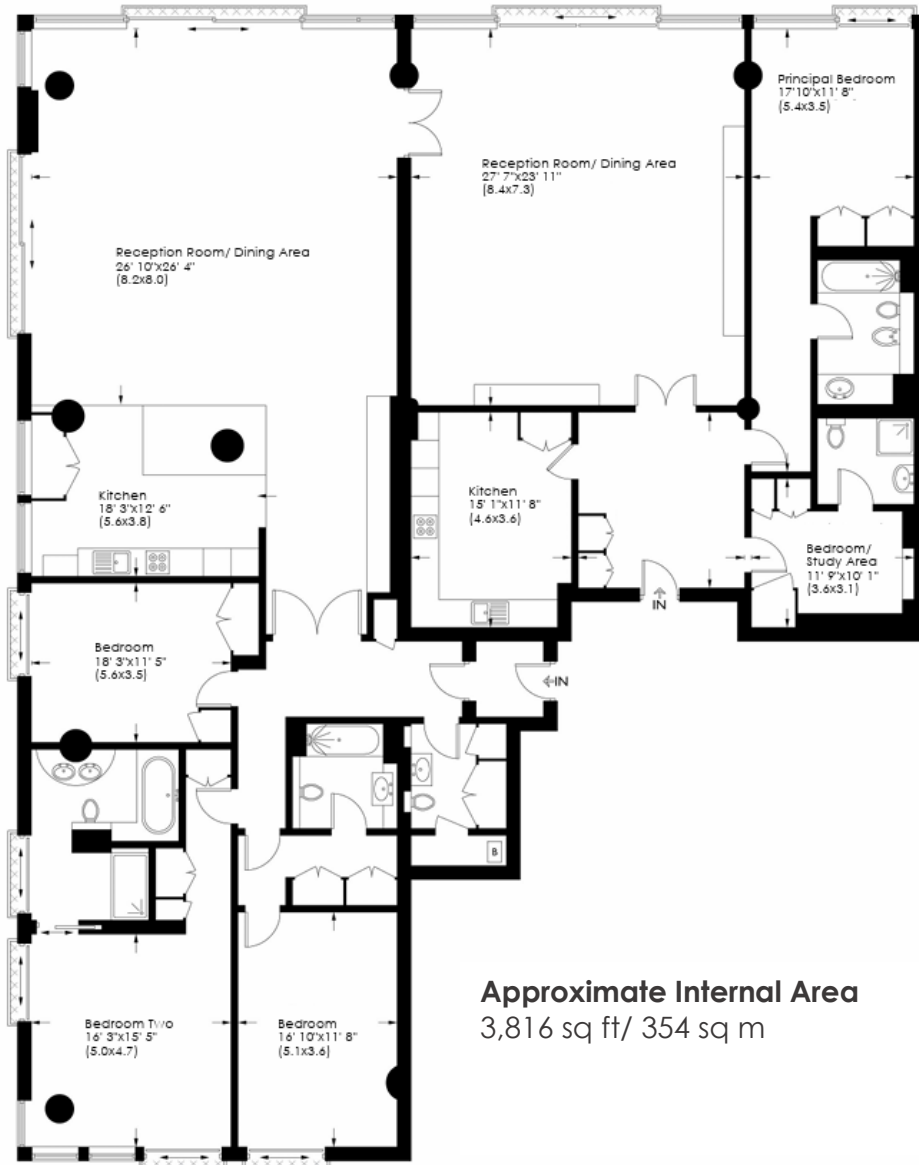 Principal Bedroom
17'10"x11' 8"
(5.4x3.5)
Reception Room/ Dining Area
27' 7"x23' 11"
(8.4x7.3)
Reception Room/ Dining Area
26' 10"x26' 4"
(8.2x8.0)
Kitchen
18' 3"x12' 6"
(5.6x3.8)
Kitchen
15' 1"x11' 8"
(4.6x3.6)
Bedroom/
Study Area
11' 9"x10' 1"
(3.6x3.1)
IN
Bedroom
18' 3"x11' 5"
(5.6x3.5)
IN
B
Bedroom Two
16' 3"x15' 5"
(5.0x4.7)
Bedroom
16' 10"x11' 8"
(5.1x3.6)
Approximate Internal Area
3,816 sq ft/ 354 sq m